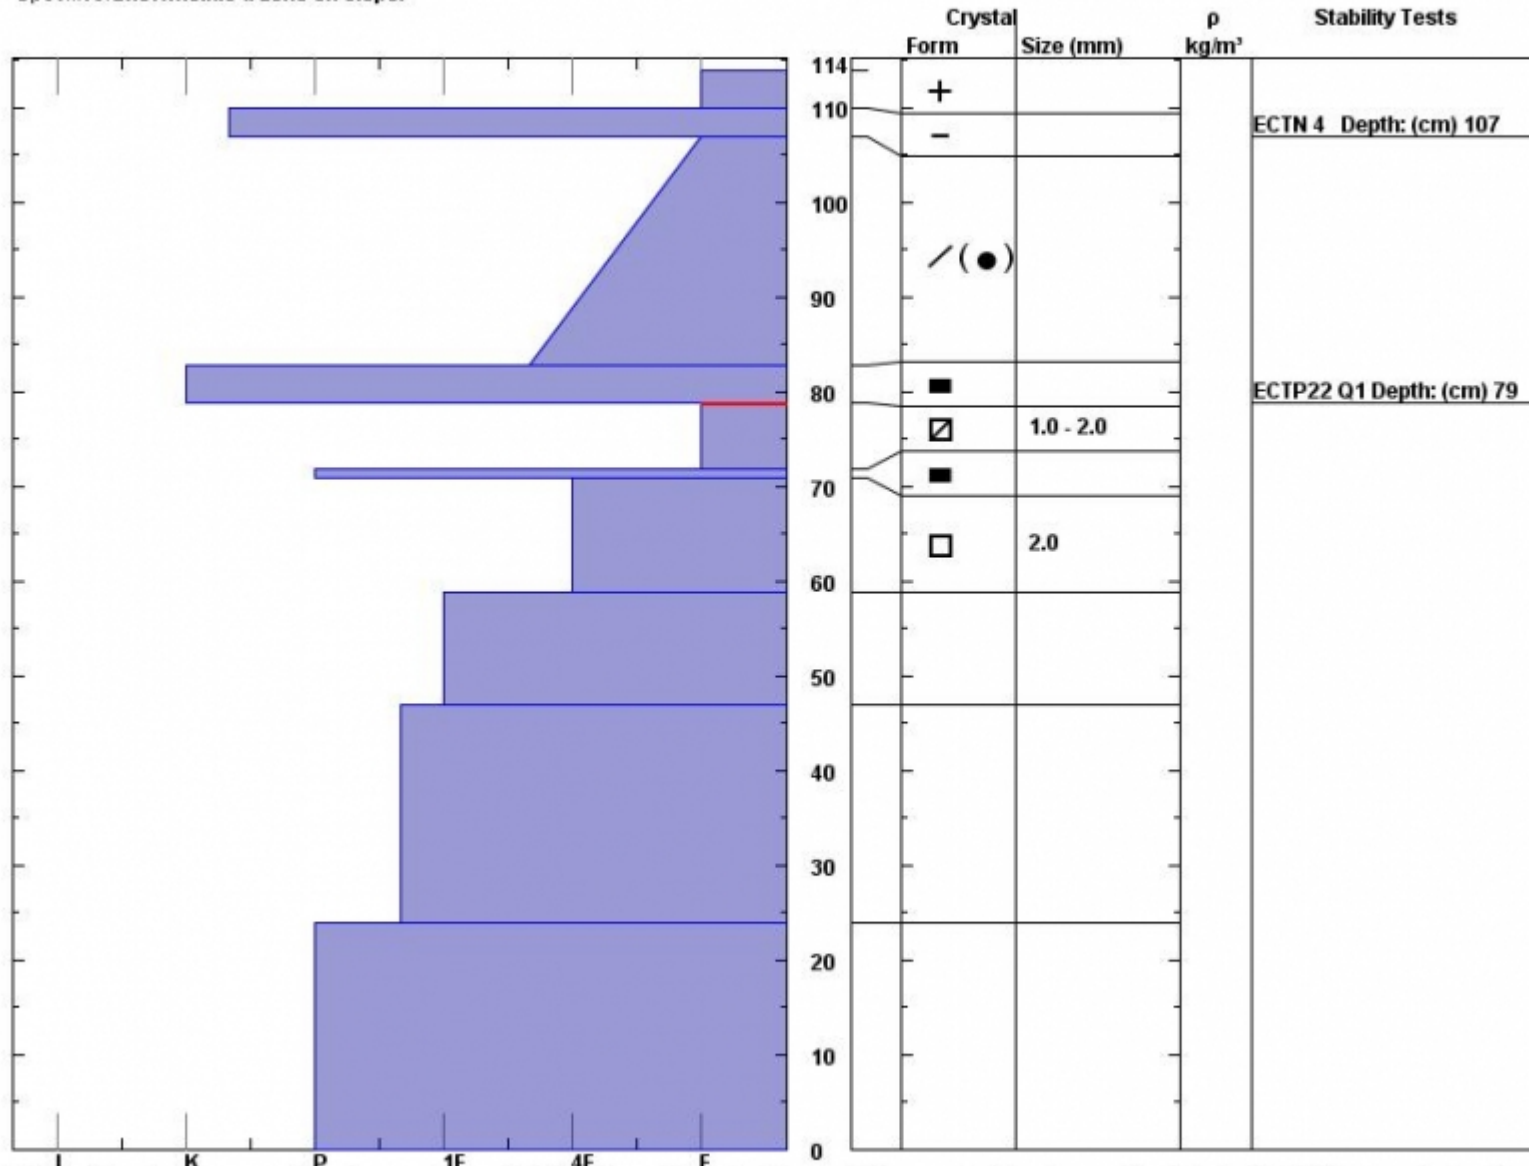 Crystal ρ Stability Tests
Form Size (mm) kg/m³
114
110
ECTN 4 Depth: (cm) 107
100
90
80
ECTP22 Q1 Depth: (cm) 79
1.0 - 2.0
70
2.0
60
50
40
30
20
10
0
I K P 1F 4F F